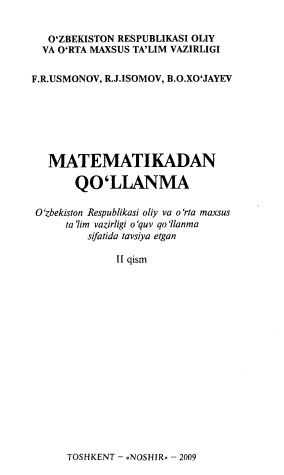 O‘ZBEKISTON RESPUBLIKASI OLIY
VA O‘RTA MAXSUS TA’LIM VAZIRLIGI
F.R.USMONOV, R.J.ISOMOV, B.O.XO‘JAYEV
MATEMATIKADAN
QO‘LLANMA
O‘zbekiston Respublikasi oliy va o‘rta maxsus
ta’lim vazirligi o‘quv qo‘llanma
sifatida tavsiya etgan
II qism
TOSHKENT – «NOSHIR» – 2009